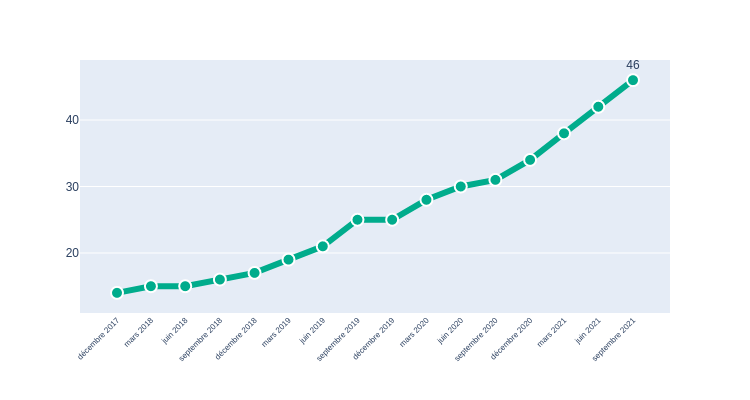 46
40
30
20
décembre 2017
mars 2018
juin 2018
septembre 2018
décembre 2018
mars 2019
juin 2019
septembre 2019
décembre 2019
mars 2020
juin 2020
septembre 2020
décembre 2020
mars 2021
juin 2021
septembre 2021